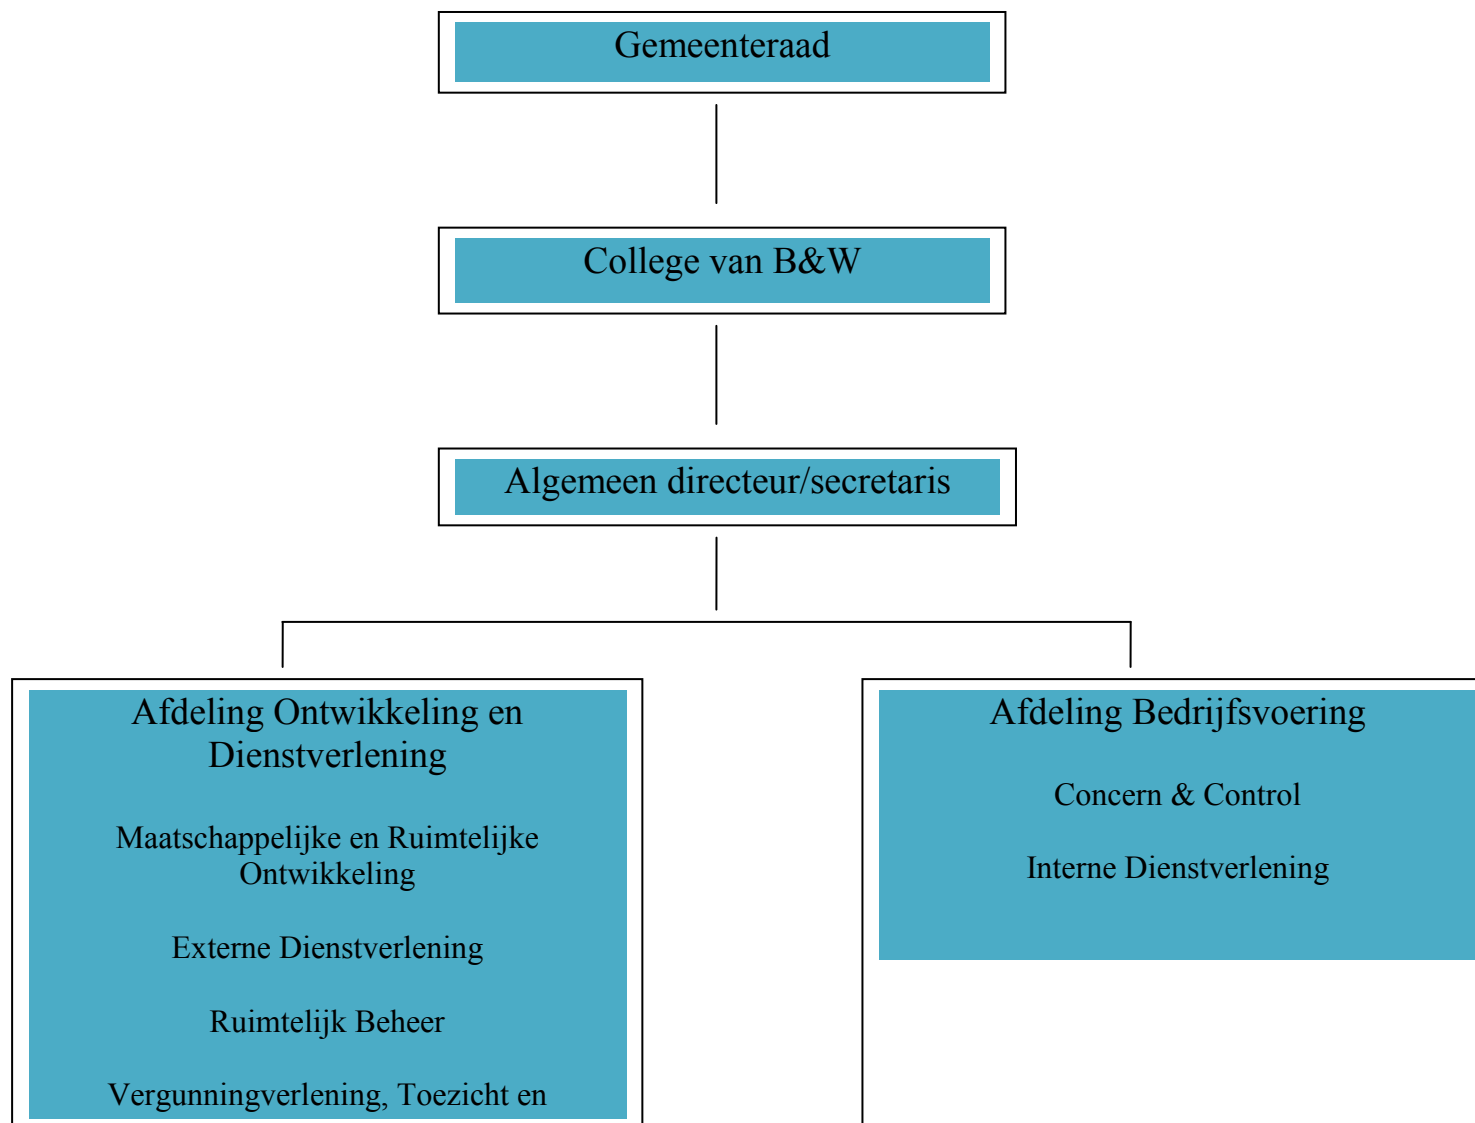 Gemeenteraad
College van B&W
Algemeen directeur/secretaris
Afdeling Ontwikkeling en
Dienstverlening
Maatschappelijke en Ruimtelijke
Ontwikkeling
Externe Dienstverlening
Ruimtelijk Beheer
Vergunningverlening, Toezicht en
Afdeling Bedrijfsvoering
Concern & Control
Interne Dienstverlening